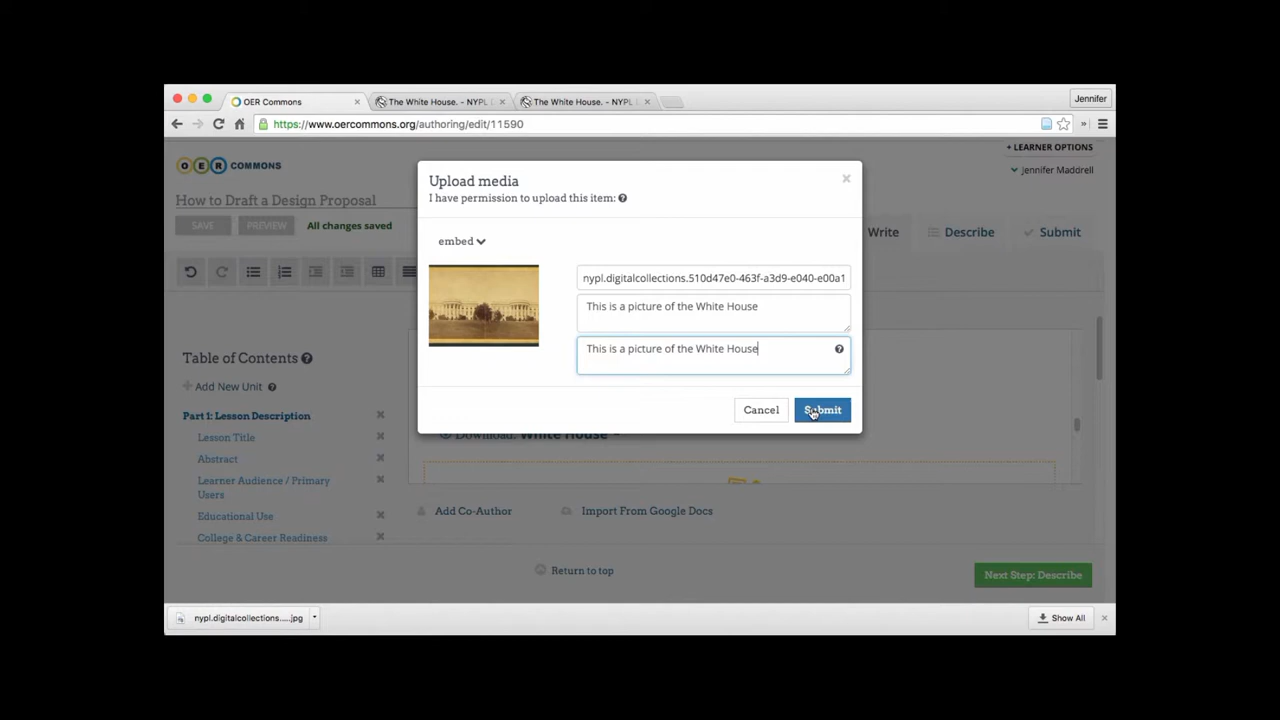 OER Commons
The White House. - NYPL
The White House. - NYPL
Jennifer
https://www.oercommons.org/authoring/edit/11590
»
OER COMMONS
+ LEARNER OPTIONS
Jennifer Maddrell
How to Draft a Design Proposal
SAVE
PREVIEW
All changes saved
Write
Describe
Submit
Upload media
I have permission to upload this item:
embed
nypl.digitalcollections.510d47e0-463f-a3d9-e040-e00a1
This is a picture of the White House
This is a picture of the White House
Cancel
Submit
Table of Contents
Add New Unit
Part 1: Lesson Description
Lesson Title
Abstract
Learner Audience / Primary
Users
Educational Use
College & Career Readiness
Download: White House
Add Co-Author
Import From Google Docs
Return to top
Next Step: Describe
nypl.digitalcollections.....jpg
Show All